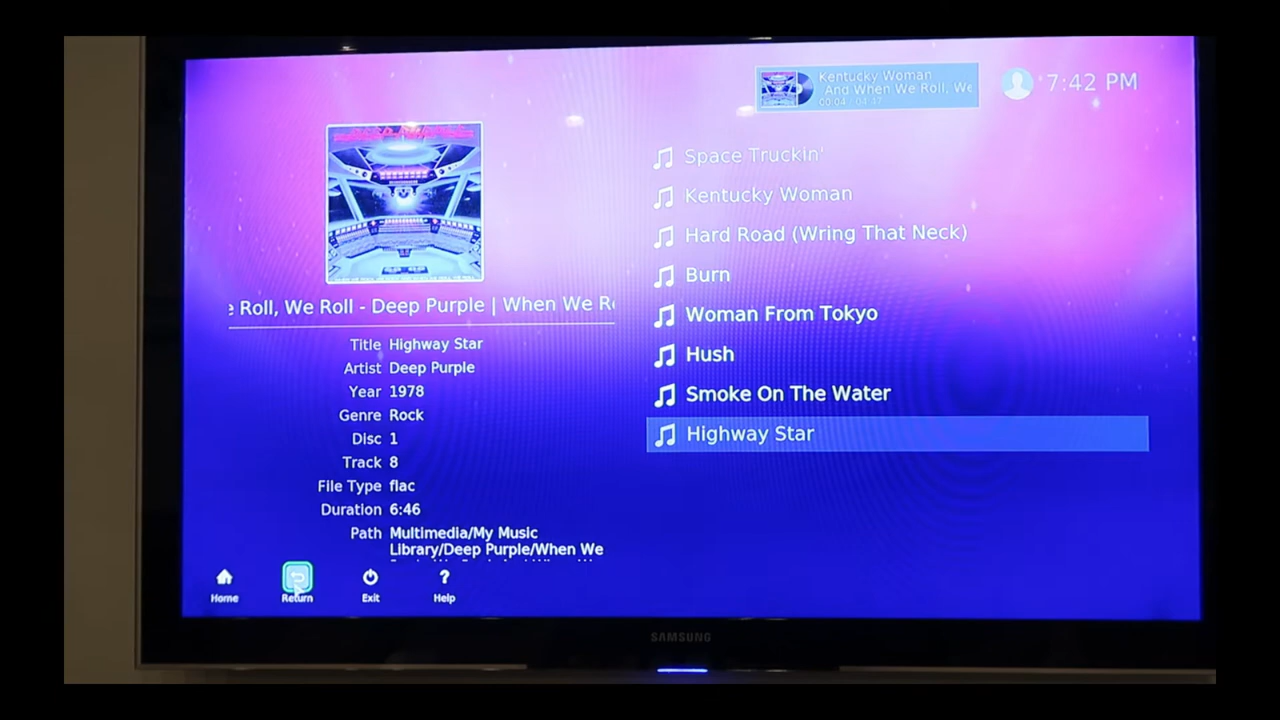 Kentucky Woman
And When We Roll, We
00:04 / 04:37
7:42 PM
Roll, We Roll - Deep Purple | When We
Title Highway Star
Artist Deep Purple
Year 1978
Genre Rock
Disc 1
Track 8
File Type flac
Duration 6:46
Path Multimedia/My Music
Library/Deep Purple/When We
Space Truckin'
Kentucky Woman
Hard Road (Wring That Neck)
Burn
Woman From Tokyo
Hush
Smoke On The Water
Highway Star
Home
Return
Exit
? Help
SAMSUNG